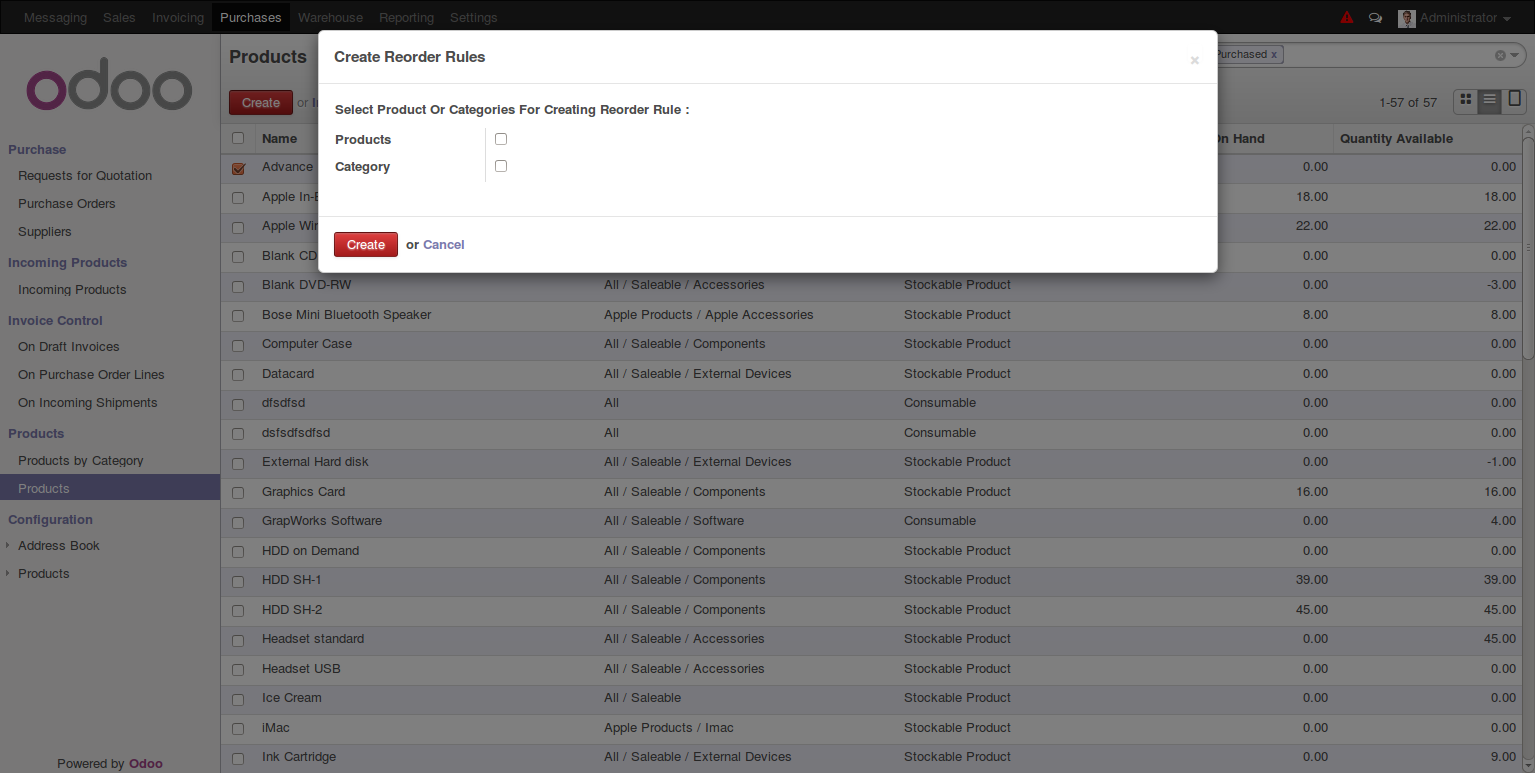 Messaging Sales Invoicing Purchases Warehouse Reporting Settings Administrator
odoo
Purchase
Requests for Quotation
Purchase Orders
Suppliers
Incoming Products
Incoming Products
Invoice Control
On Draft Invoices
On Purchase Order Lines
On Incoming Shipments
Products
Products by Category
Products
Configuration
Address Book
Products
Powered by Odoo
Products
Purchased x
Create or
1-57 of 57
Create Reorder Rules ×
Select Product Or Categories For Creating Reorder Rule :
Products
Category
Create or Cancel
Name Hand Quantity Available
Advance 0.00 0.00
Apple 18.00 18.00
Apple 22.00 22.00
Blank CD 0.00 0.00
Blank DVD-RW All / Saleable / Accessories Stockable Product 0.00 -3.00
Bose Mini Bluetooth Speaker Apple Products / Apple Accessories Stockable Product 8.00 8.00
Computer Case All / Saleable / Components Stockable Product 0.00 0.00
Datacard All / Saleable / External Devices Stockable Product 0.00 0.00
dfsdfsd All Consumable 0.00 0.00
dsfsdfsdfsd All Consumable 0.00 0.00
External Hard disk All / Saleable / External Devices Stockable Product 0.00 -1.00
Graphics Card All / Saleable / Components Stockable Product 16.00 16.00
GrapWorks Software All / Saleable / Software Consumable 0.00 4.00
HDD on Demand All / Saleable / Components Stockable Product 0.00 0.00
HDD SH-1 All / Saleable / Components Stockable Product 39.00 39.00
HDD SH-2 All / Saleable / Components Stockable Product 45.00 45.00
Headset standard All / Saleable / Accessories Stockable Product 0.00 45.00
Headset USB All / Saleable / Accessories Stockable Product 0.00 0.00
Ice Cream All / Saleable Stockable Product 0.00 0.00
iMac Apple Products / Imac Stockable Product 0.00 0.00
Ink Cartridge All / Saleable / External Devices Stockable Product 0.00 9.00